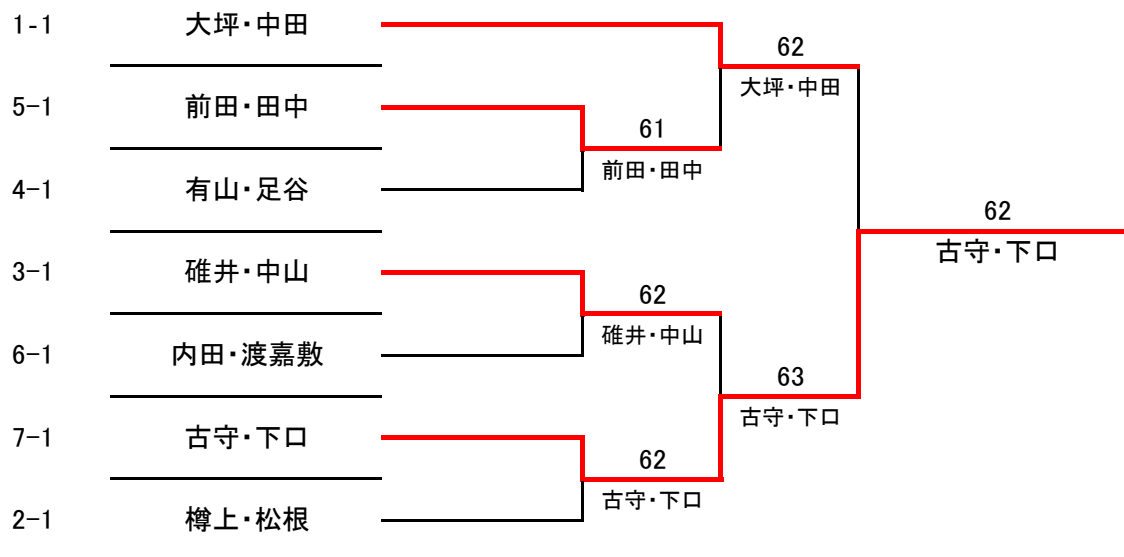 1-1 大坪・中田
62
大坪・中田
5-1 前田・田中
61
前田・田中
4-1 有山・足谷
62
古守・下口
3-1 碓井・中山
62
碓井・中山
6-1 内田・渡嘉敷
63
古守・下口
7-1 古守・下口
62
古守・下口
2-1 樽上・松根